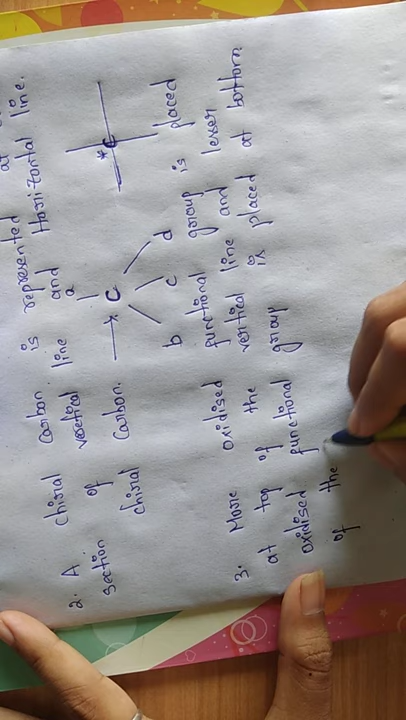 2. A chiral carbon is represented at
section of vertical line and Horizontal line.
chiral carbon. a
* C *C
b c d
3. More oxidised functional group is placed
at top of the vertical line and lesser
oxidised functional group is placed at bottom
of the